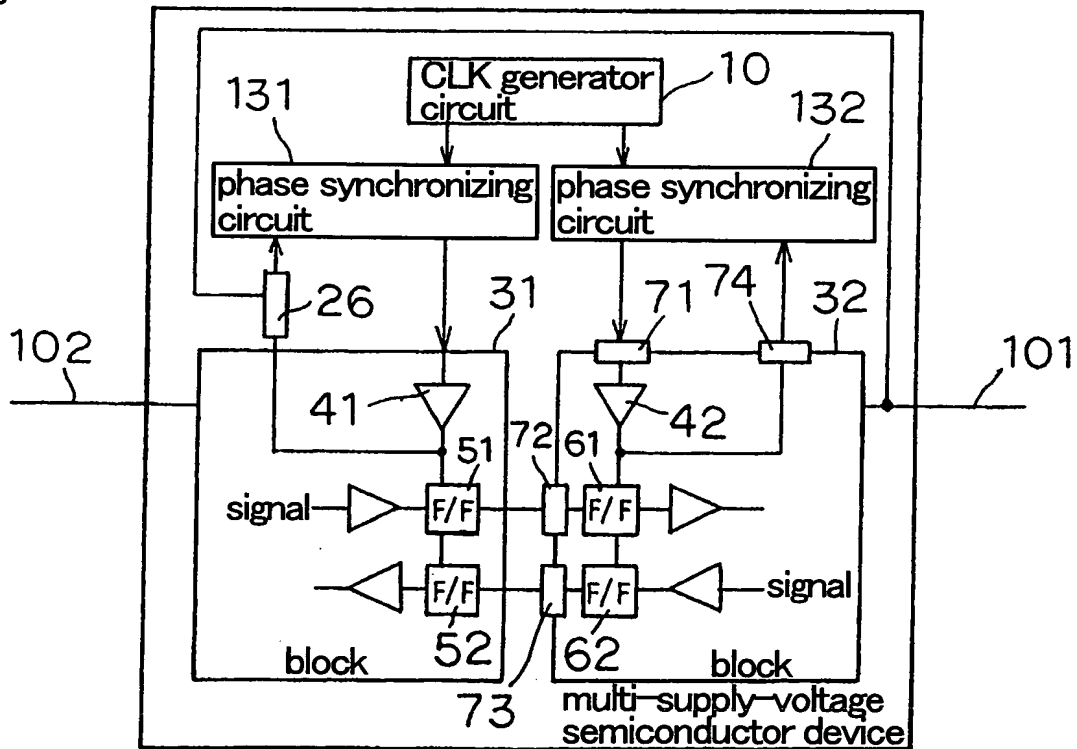 CLK generator
circuit
10
131
132
phase synchronizing
circuit
phase synchronizing
circuit
26
31
71
74
32
102
101
41
42
72
51
61
signal
F/F
F/F
F/F
F/F
signal
52
62
block
block
73
multi-supply-voltage
semiconductor device